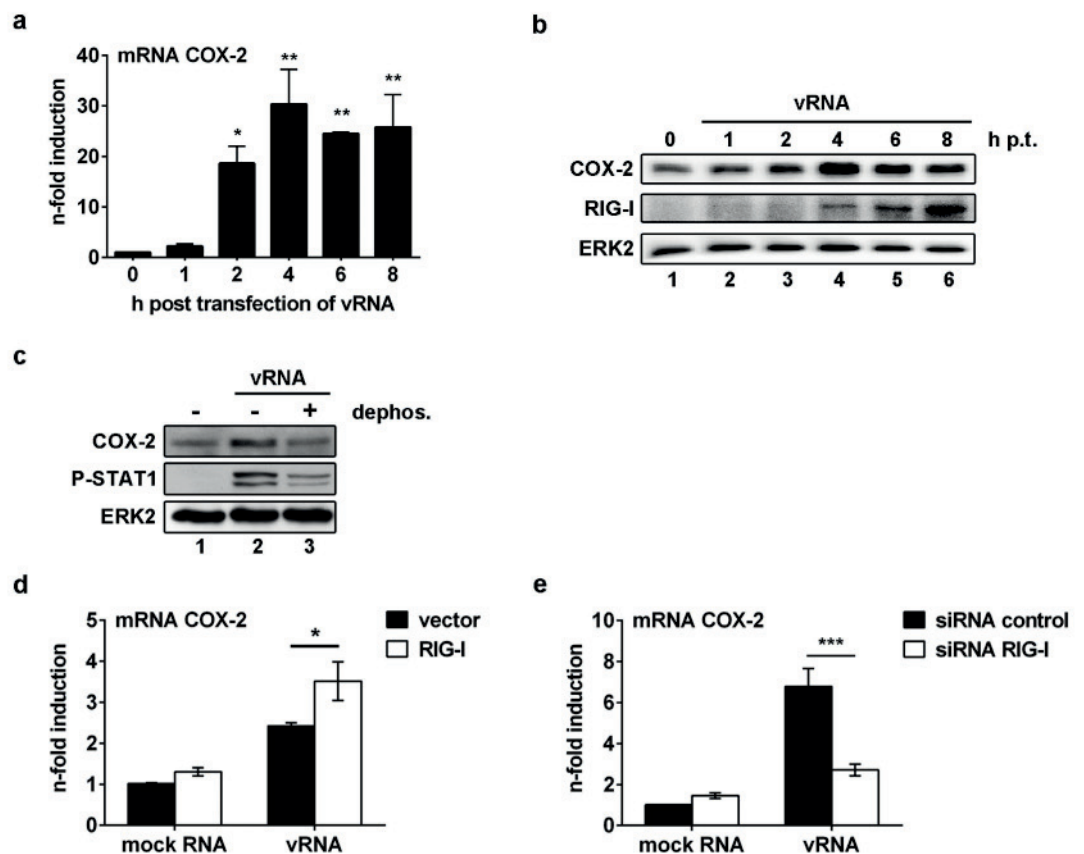 a
mRNA COX-2
n-fold induction
40
30
20
10
0
*
**
**
**
0 1 2 4 6 8
h post transfection of vRNA
b
vRNA
0 1 2 4 6 8 h p.t.
COX-2
RIG-I
ERK2
1 2 3 4 5 6
c
vRNA
- - + dephos.
COX-2
P-STAT1
ERK2
1 2 3
d
mRNA COX-2
n-fold induction
5
4
3
2
1
0
*
vector
RIG-I
mock RNA vRNA
e
mRNA COX-2
n-fold induction
10
8
6
4
2
0
***
siRNA control
siRNA RIG-I
mock RNA vRNA